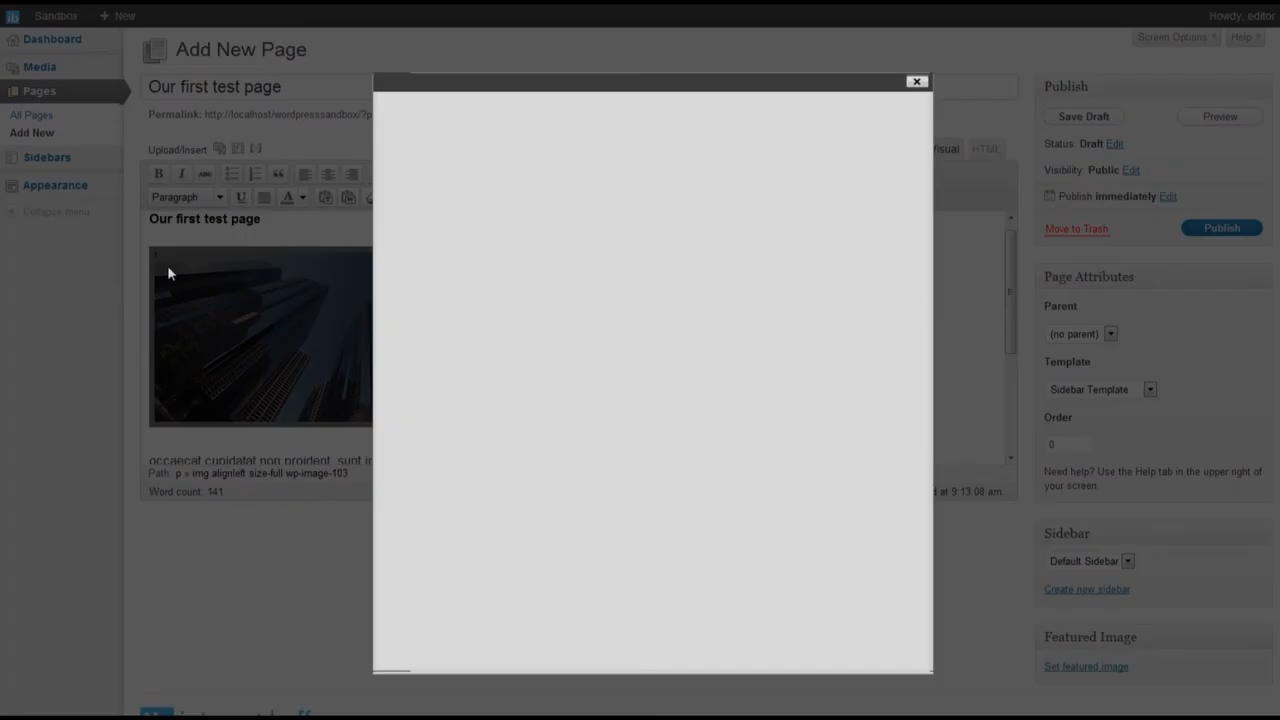 Sandbox
New
Howdy, editor
Dashboard
Media
Pages
All Pages
Add New
Sidebars
Appearance
Collapse menu
Add New Page
Screen Options
Help
Our first test page
Permalink: http://localhost/wordpresssandbox/?p
Upload/Insert
Visual
HTML
B I ABC
Paragraph
U A
Our first test page
occaecat cupidatat non proident, sunt in
Path: p » img.alignleft size-full wp-image-103
Word count: 141
d at 9:13:08 am.
Publish
Save Draft
Preview
Status: Draft Edit
Visibility: Public Edit
Publish immediately Edit
Move to Trash
Publish
Page Attributes
Parent
(no parent)
Template
Sidebar Template
Order
0
Need help? Use the Help tab in the upper right of
your screen.
Sidebar
Default Sidebar
Create new sidebar
Featured Image
Set featured image